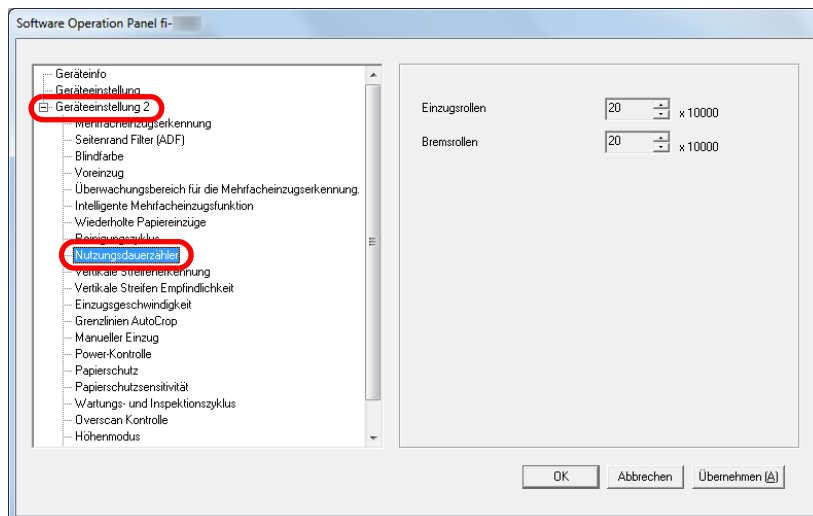 Software Operation Panel fi-
Geräteinfo
Geräteeinstellung
Geräteeinstellung 2
Mehrfacheinzugserkennung
Seitenrand Filter (ADF)
Blindfarbe
Voreinzug
Überwachungsbereich für die Mehrfacheinzugserkennung.
Intelligente Mehrfacheinzugsfunktion
Wiederholte Papiereinzüge
Reinigungszyklus
Nutzungsdauerzähler
Vertikale Streifenerkennung
Vertikale Streifen Empfindlichkeit
Einzugsgeschwindigkeit
Grenzlinien AutoCrop
Manueller Einzug
Power-Kontrolle
Papierschutz
Papierschutzsensitivität
Wartungs- und Inspektionszyklus
Overscan Kontrolle
Höhenmodus
Einzugsrollen 20 x 10000
Bremsrollen 20 x 10000
OK Abbrechen Übernehmen (A)